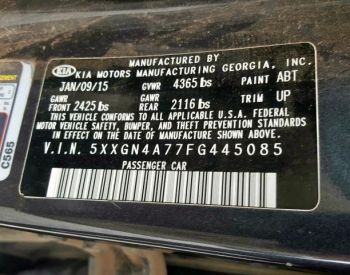 MANUFACTURED BY
KIA KIA MOTORS MANUFACTURING GEORGIA, INC.
JAN/09/15 GVWR 4365 lbs PAINT ABT
GAWR FRONT 2425 lbs GAWR REAR 2116 lbs TRIM UP
THIS VEHICLE CONFORMS TO ALL APPLICABLE U.S.A. FEDERAL
MOTOR VEHICLE SAFETY, BUMPER, AND THEFT PREVENTION STANDARDS
IN EFFECT ON THE DATE OF MANUFACTURE SHOWN ABOVE.
V.I.N. 5XXGN4A77FG445085
PASSENGER CAR
C565